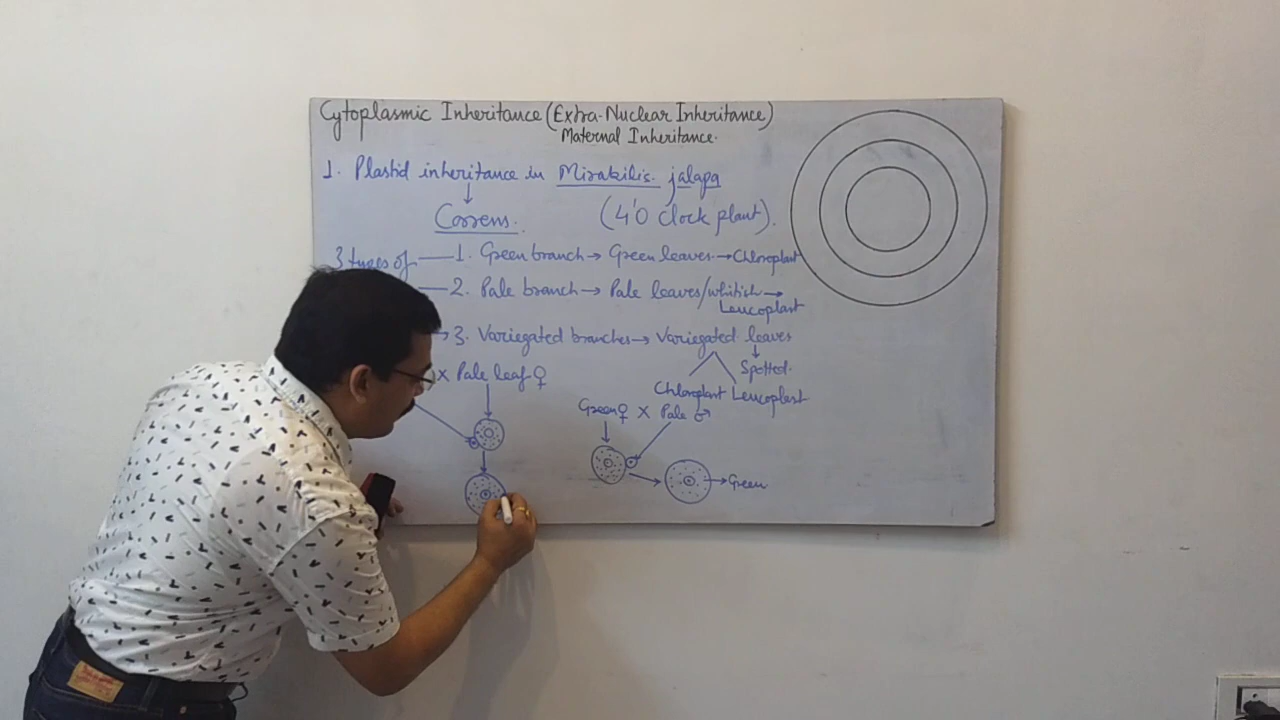 Cytoplasmic Inheritance (Extra-Nuclear Inheritance)
Maternal Inheritance.
1. Plastid inheritance in Mirabilis jalapa
Correns. (4'O clock plant).
3 types of 1. Green branch → Green leaves → Chloroplast
2. Pale branch → Pale leaves/whitish →
Leucoplast
→ 3. Variegated branches → Variegated leaves
Spotted.
Chloroplast Leucoplast
X Pale leaf ♀
Green ♀ X Pale ♂
→ Green